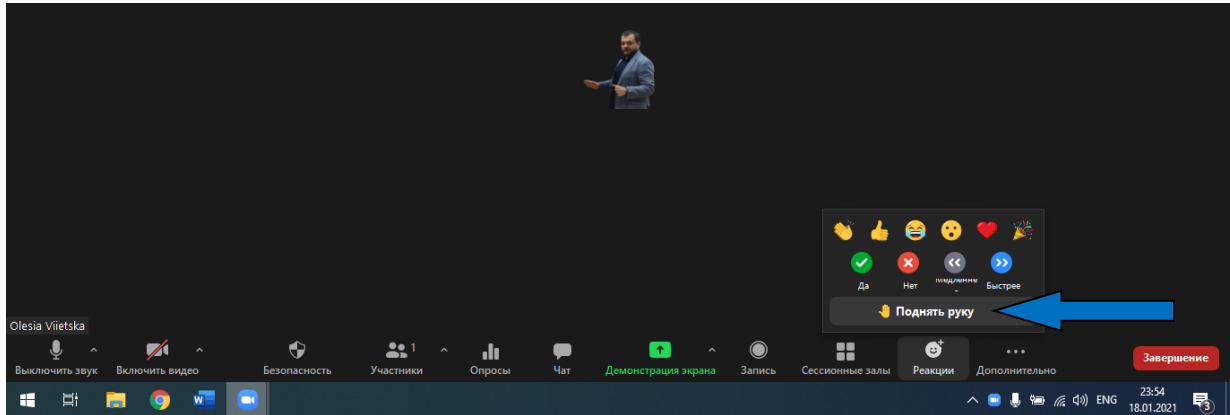 Да
Нет
Медленне
Быстрее
Поднять руку
Olesia Viietska
1
Выключить звук
Включить видео
Безопасность
Участники
Опросы
Чат
Демонстрация экрана
Запись
Сессионные залы
Реакции
Дополнительно
Завершение
ENG
23:54
18.01.2021
3